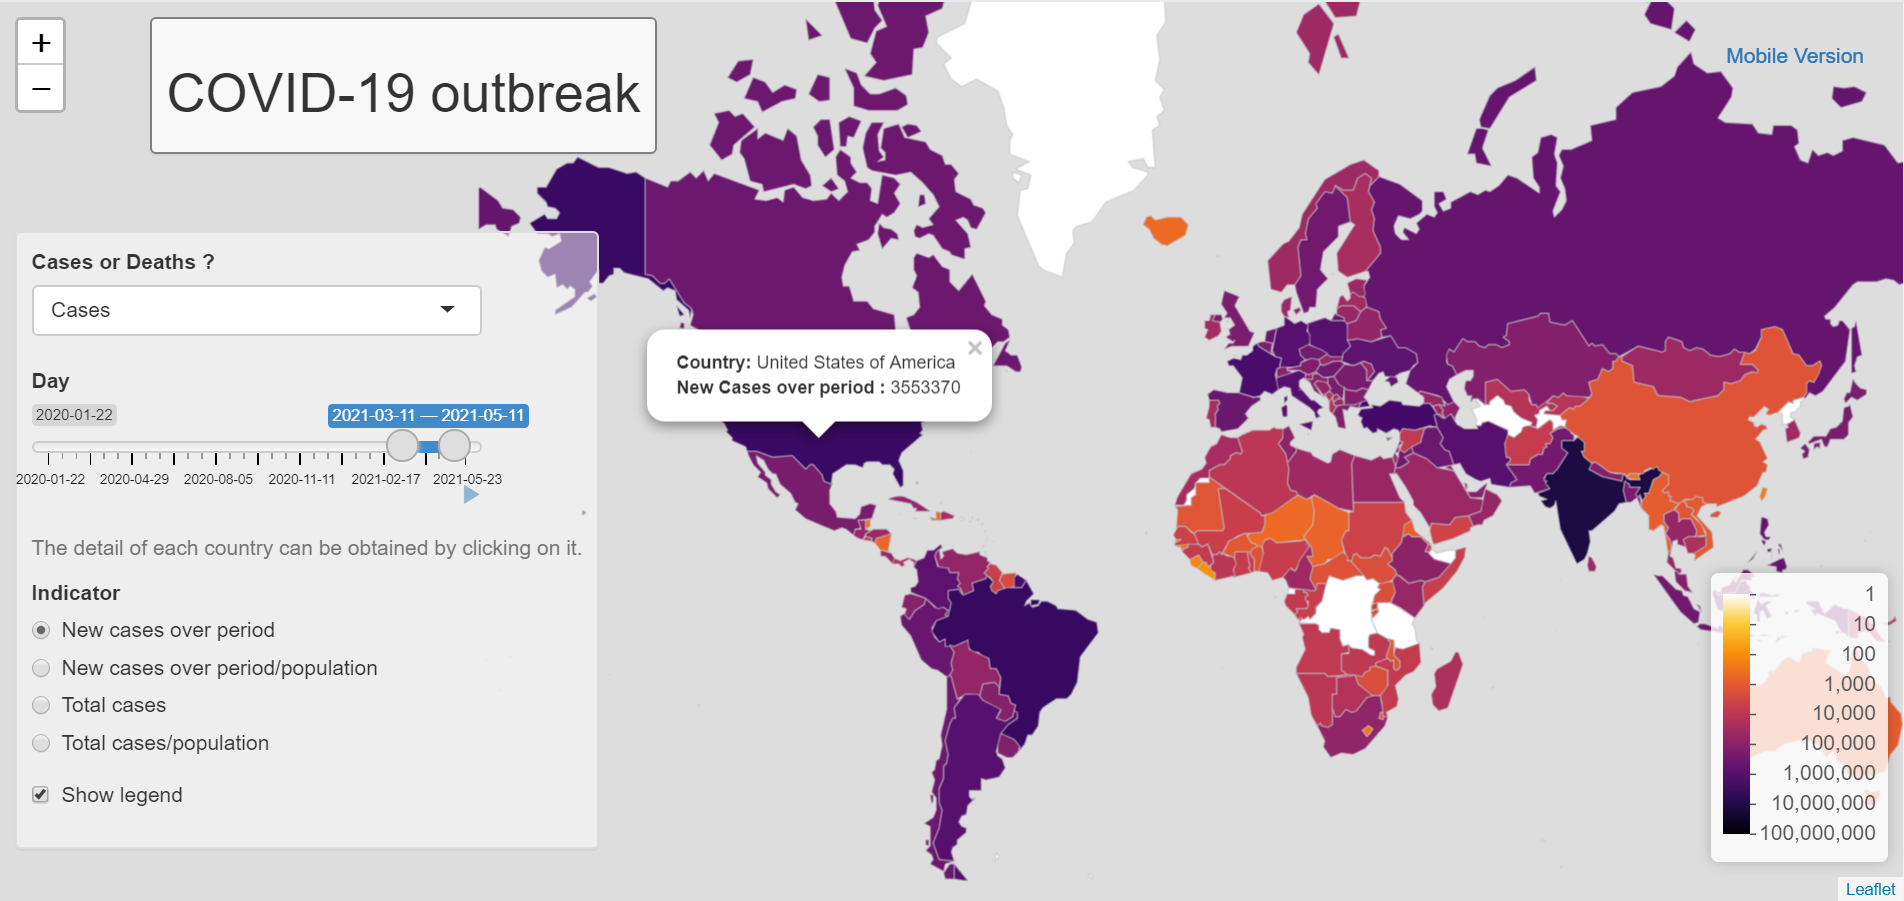 +
−
COVID-19 outbreak
Mobile Version
Cases or Deaths ?
Cases
Day
2020-01-22
2021-03-11 — 2021-05-11
2020-01-22 2020-04-29 2020-08-05 2020-11-11 2021-02-17 2021-05-23
The detail of each country can be obtained by clicking on it.
Indicator
New cases over period
New cases over period/population
Total cases
Total cases/population
Show legend
×
Country: United States of America
New Cases over period : 3553370
1
10
100
1,000
10,000
100,000
1,000,000
10,000,000
100,000,000
Leaflet